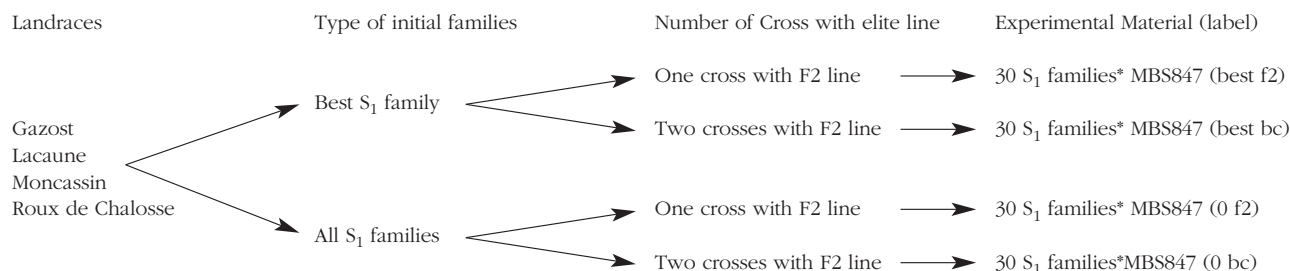 Landraces Type of initial families Number of Cross with elite line Experimental Material (label)
Gazost
Lacaune
Moncassin
Roux de Chalosse
Best S₁ family
All S₁ families
One cross with F2 line
Two crosses with F2 line
One cross with F2 line
Two crosses with F2 line
30 S₁ families* MBS847 (best f2)
30 S₁ families* MBS847 (best bc)
30 S₁ families* MBS847 (0 f2)
30 S₁ families*MBS847 (0 bc)